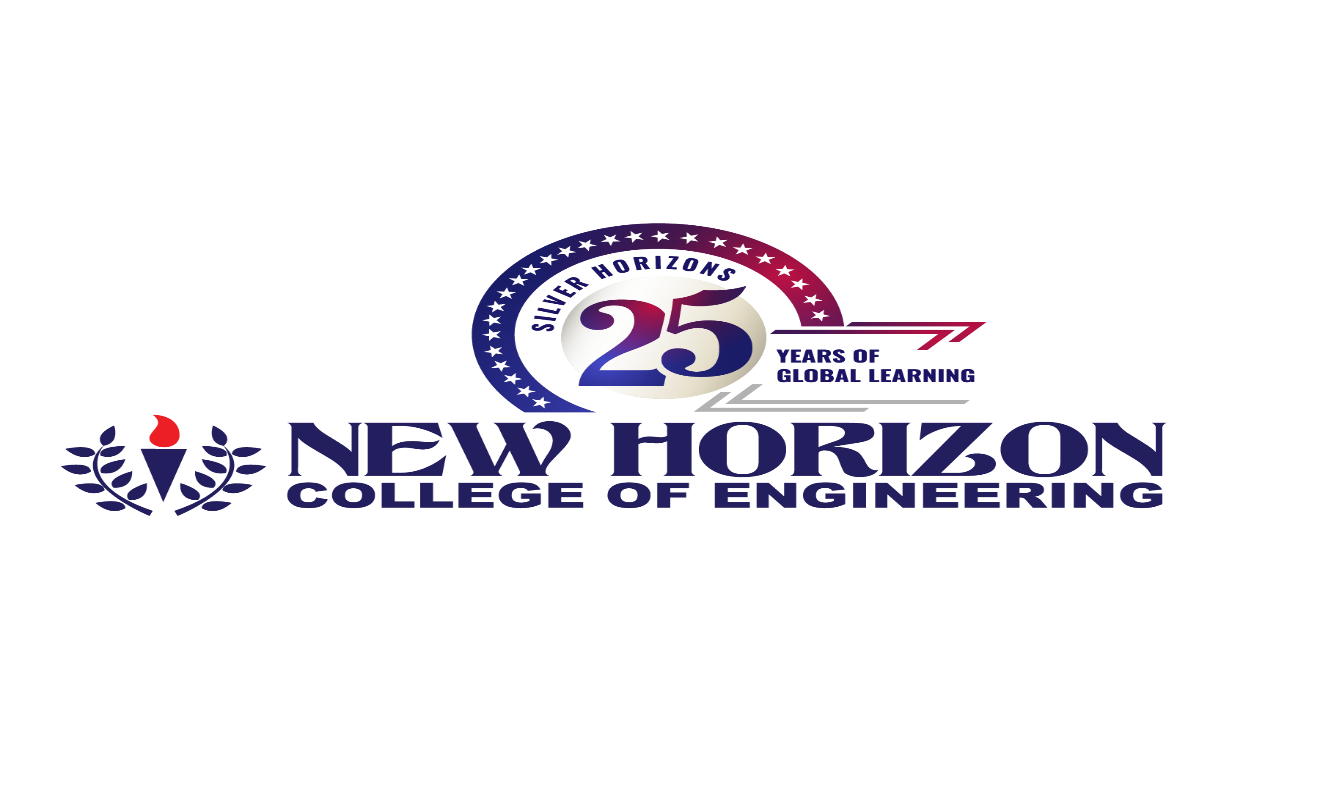 SILVER HORIZONS
25
YEARS OF
GLOBAL LEARNING
NEW HORIZON
COLLEGE OF ENGINEERING